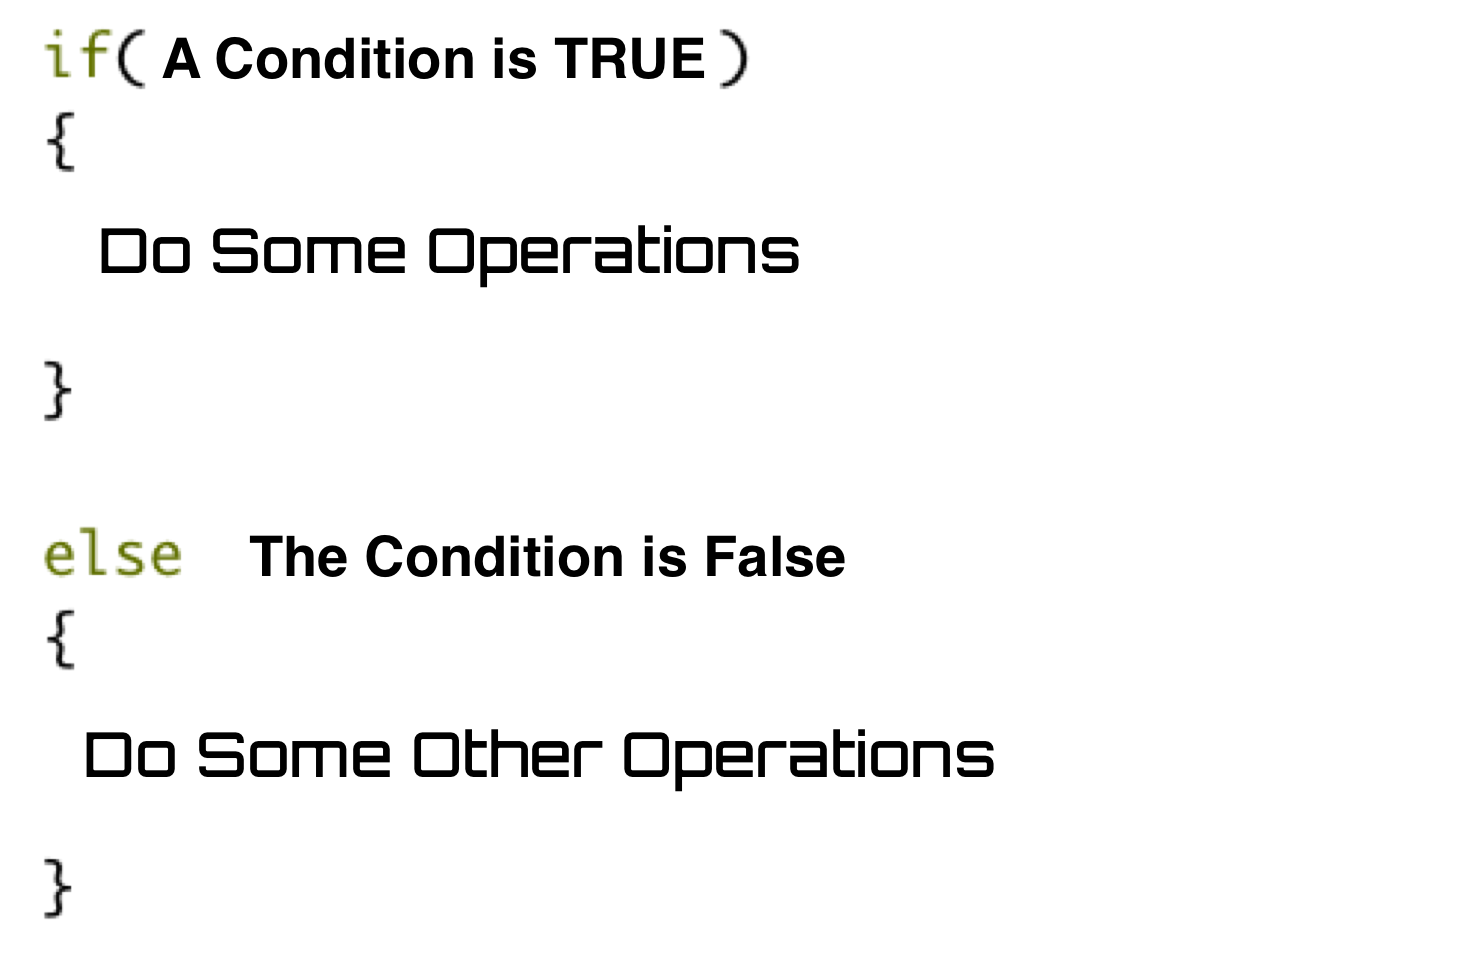 if( A Condition is TRUE )
{
Do Some Operations
}
else The Condition is False
{
Do Some Other Operations
}